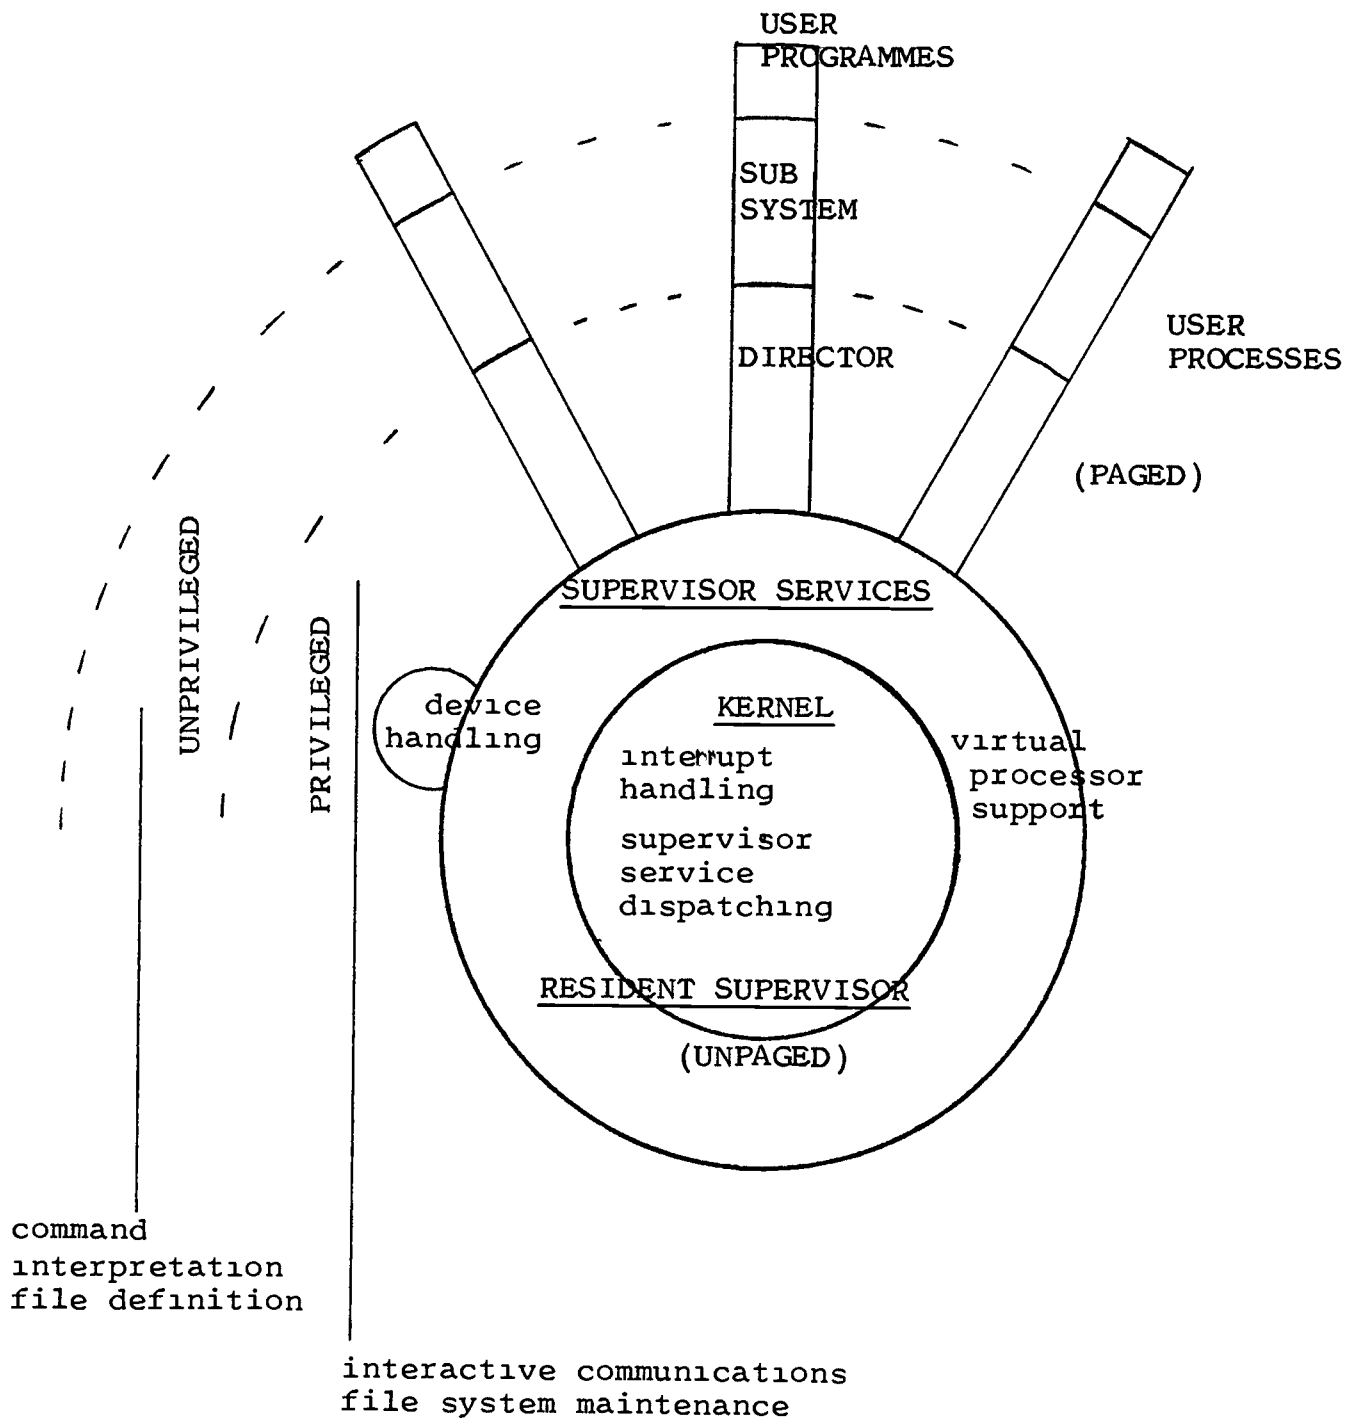 USER
PROGRAMMES
SUB
SYSTEM
DIRECTOR
USER
PROCESSES
(PAGED)
UNPRIVILEGED
PRIVILEGED
SUPERVISOR SERVICES
device
handling
KERNEL
interrupt
handling
supervisor
service
dispatching
virtual
processor
support
RESIDENT SUPERVISOR
(UNPAGED)
command
interpretation
file definition
interactive communications
file system maintenance